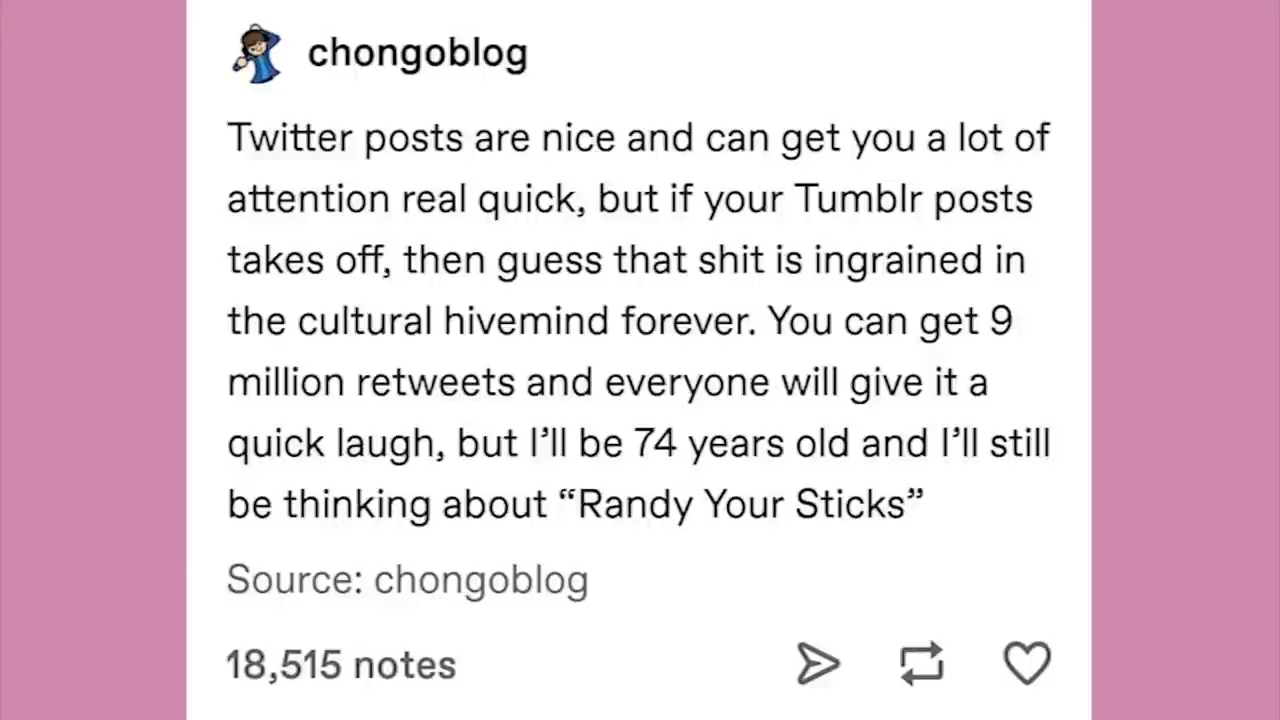 chongoblog
Twitter posts are nice and can get you a lot of
attention real quick, but if your Tumblr posts
takes off, then guess that shit is ingrained in
the cultural hivemind forever. You can get 9
million retweets and everyone will give it a
quick laugh, but I’ll be 74 years old and I’ll still
be thinking about “Randy Your Sticks”
Source: chongoblog
18,515 notes